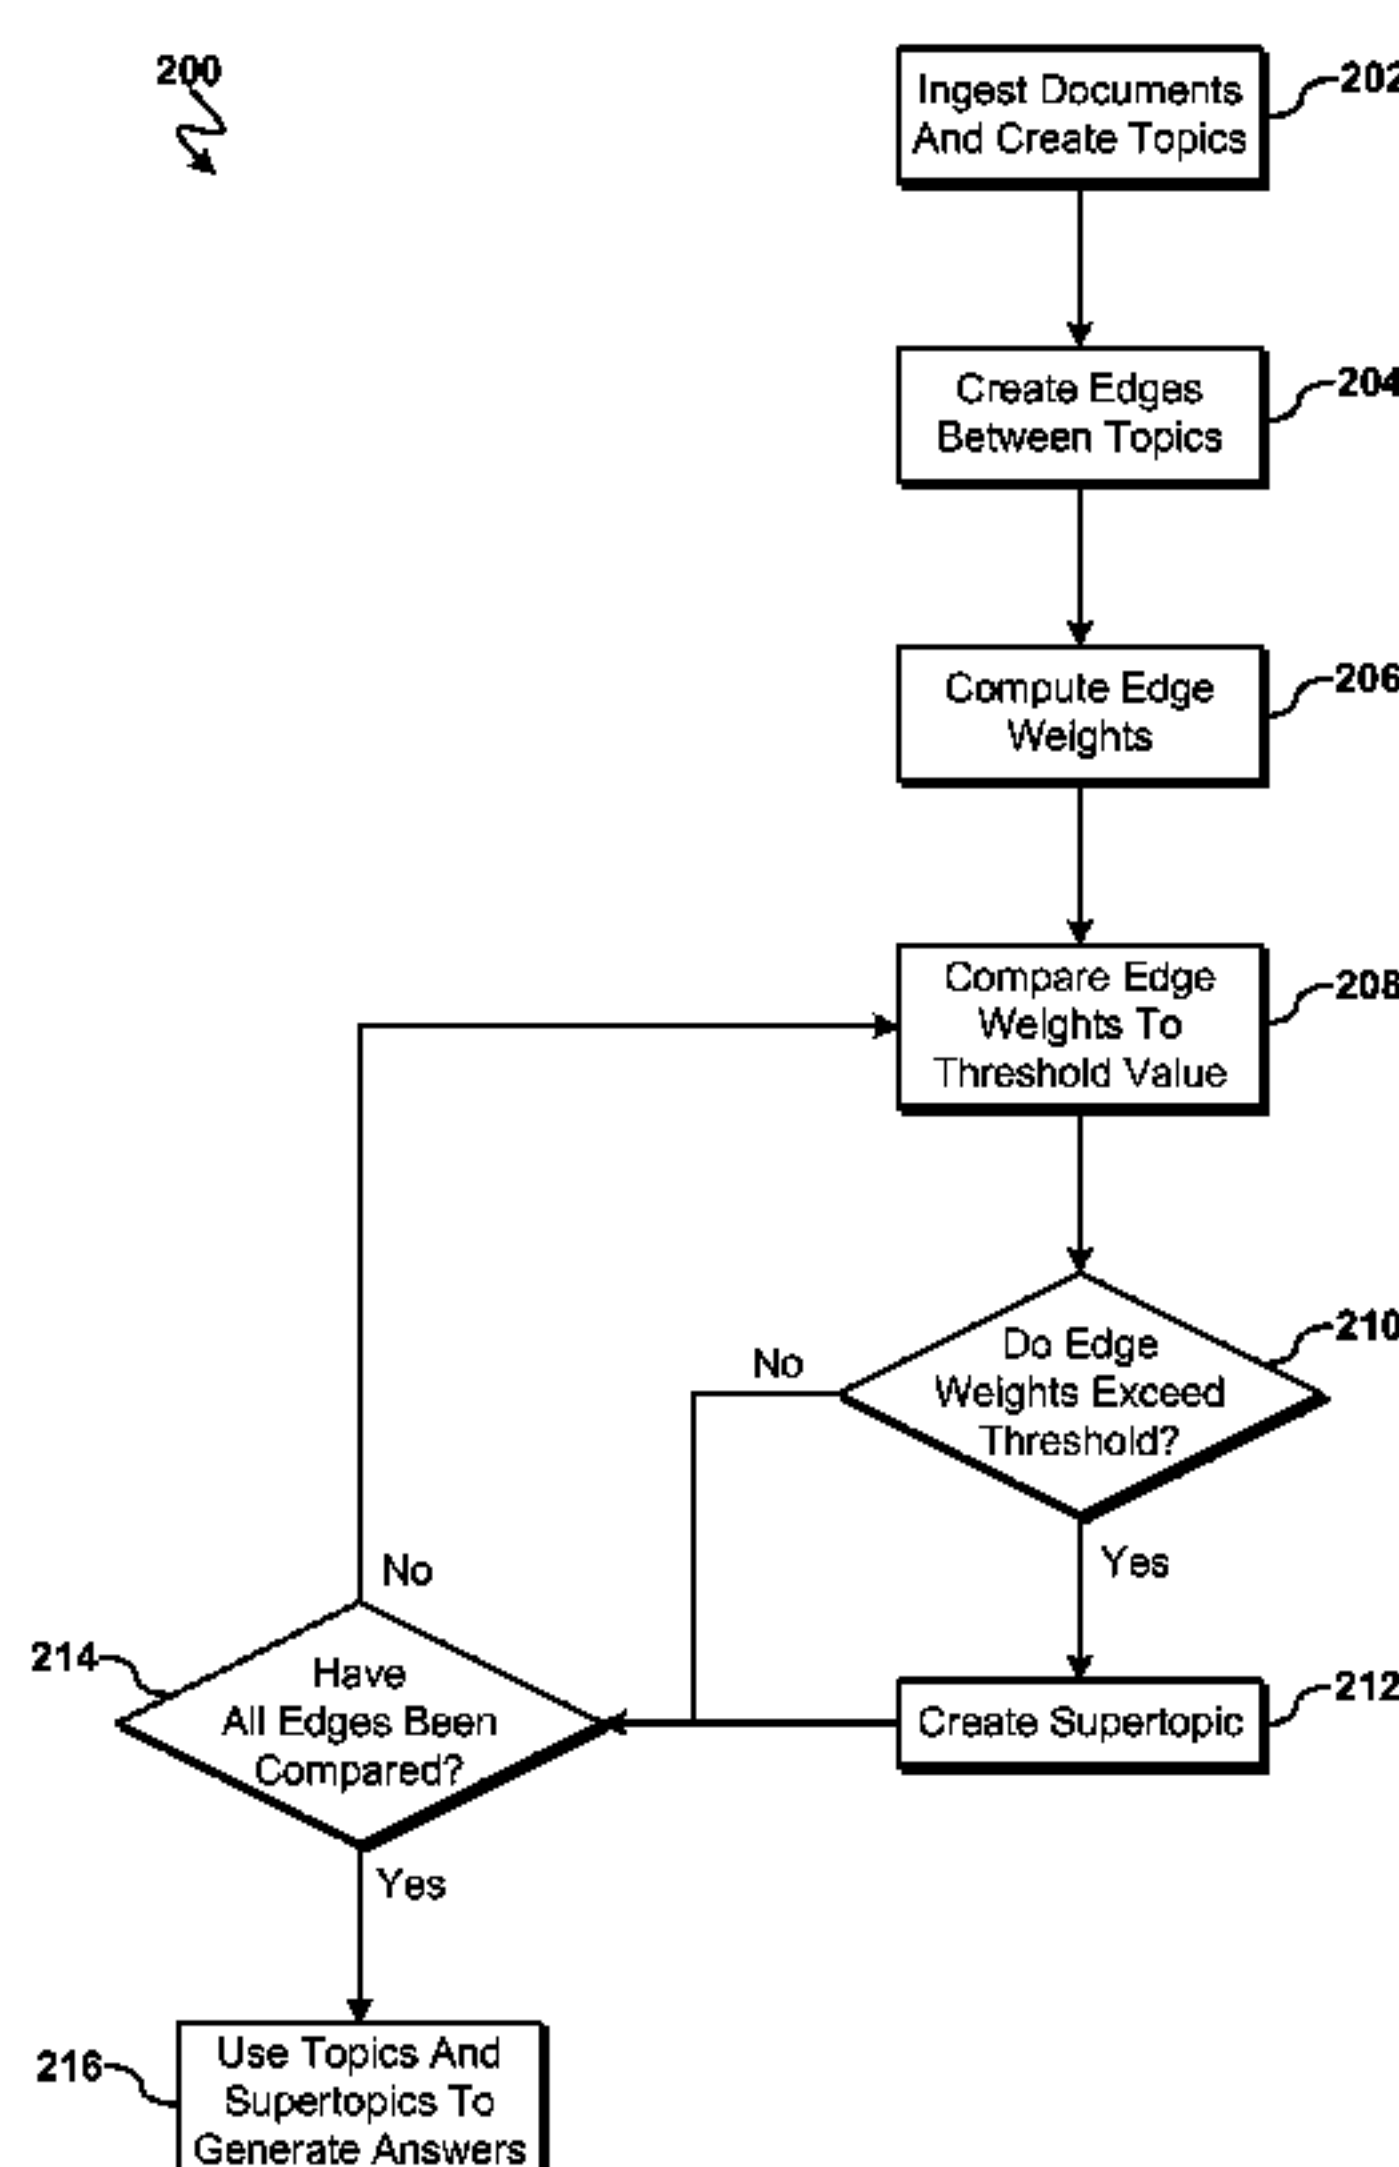 200
Ingest Documents
And Create Topics
202
Create Edges
Between Topics
204
Compute Edge
Weights
206
Compare Edge
Weights To
Threshold Value
208
Do Edge
Weights Exceed
Threshold?
210
No
Yes
Create Supertopic
212
No
214
Have
All Edges Been
Compared?
Yes
216
Use Topics And
Supertopics To
Generate Answers